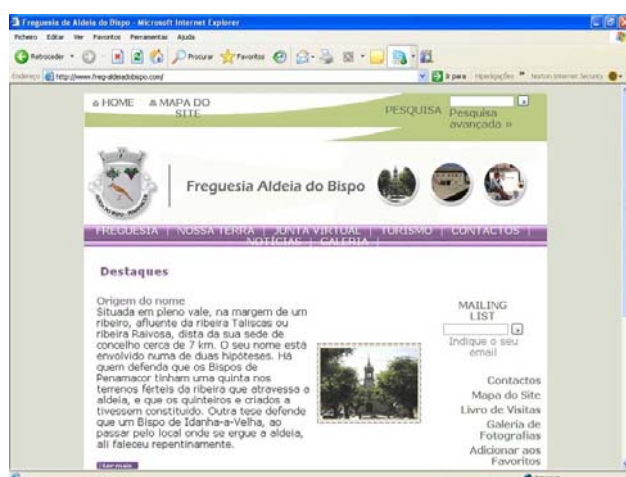 Freguesia de Aldeia do Bispo - Microsoft Internet Explorer
Ficheiro Editar Ver Favoritos Ferramentas Ajuda
Retroceder Procurar Favoritos
Endereço http://www.freg-aldeiadobispo.com/ Ir para Hiperligações » Norton Internet Security
HOME MAPA DO
SITE
PESQUISA Pesquisa
avançada »
Freguesia Aldeia do Bispo
FREGUESIA | NOSSA TERRA | JUNTA VIRTUAL | TURISMO | CONTACTOS |
NOTÍCIAS | GALERIA |
Destaques
Origem do nome
Situada em pleno vale, na margem de um
ribeiro, afluente da ribeira Taliscas ou
ribeira Raivosa, dista da sua sede de
concelho cerca de 7 km. O seu nome está
envolvido numa de duas hipóteses. Há
quem defenda que os Bispos de
Penamacor tinham uma quinta nos
terrenos férteis da ribeira que atravessa a
aldeia, e que os quinteiros e criados a
tivessem constituído. Outra tese defende
que um Bispo de Idanha-a-Velha, ao
passar pelo local onde se ergue a aldeia,
ali faleceu repentinamente.
Ler mais
MAILING
LIST
Indique o seu
email
Contactos
Mapa do Site
Livro de Visitas
Galeria de
Fotografias
Adicionar aos
Favoritos